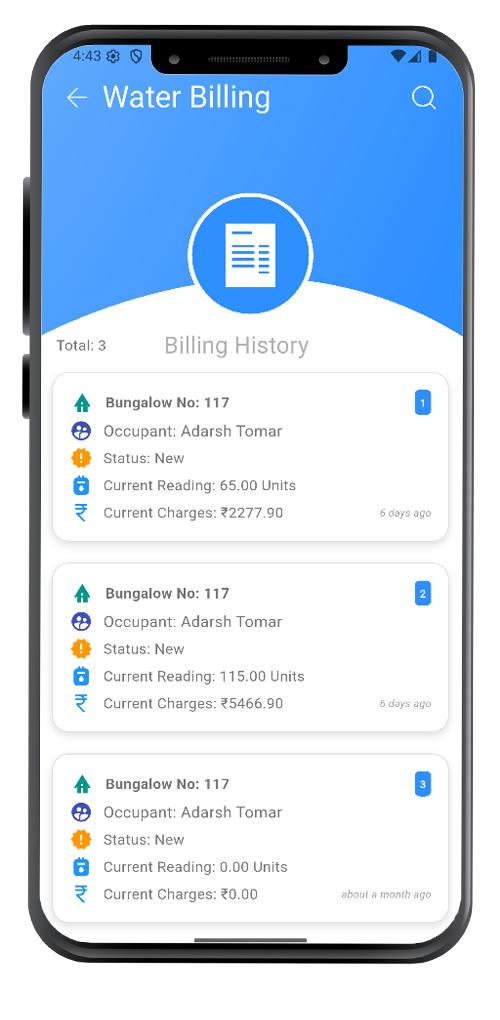 4:43
Water Billing
Total: 3
Billing History
Bungalow No: 117
1
Occupant: Adarsh Tomar
Status: New
Current Reading: 65.00 Units
Current Charges: ₹2277.90
6 days ago
Bungalow No: 117
2
Occupant: Adarsh Tomar
Status: New
Current Reading: 115.00 Units
Current Charges: ₹5466.90
6 days ago
Bungalow No: 117
3
Occupant: Adarsh Tomar
Status: New
Current Reading: 0.00 Units
Current Charges: ₹0.00
about a month ago